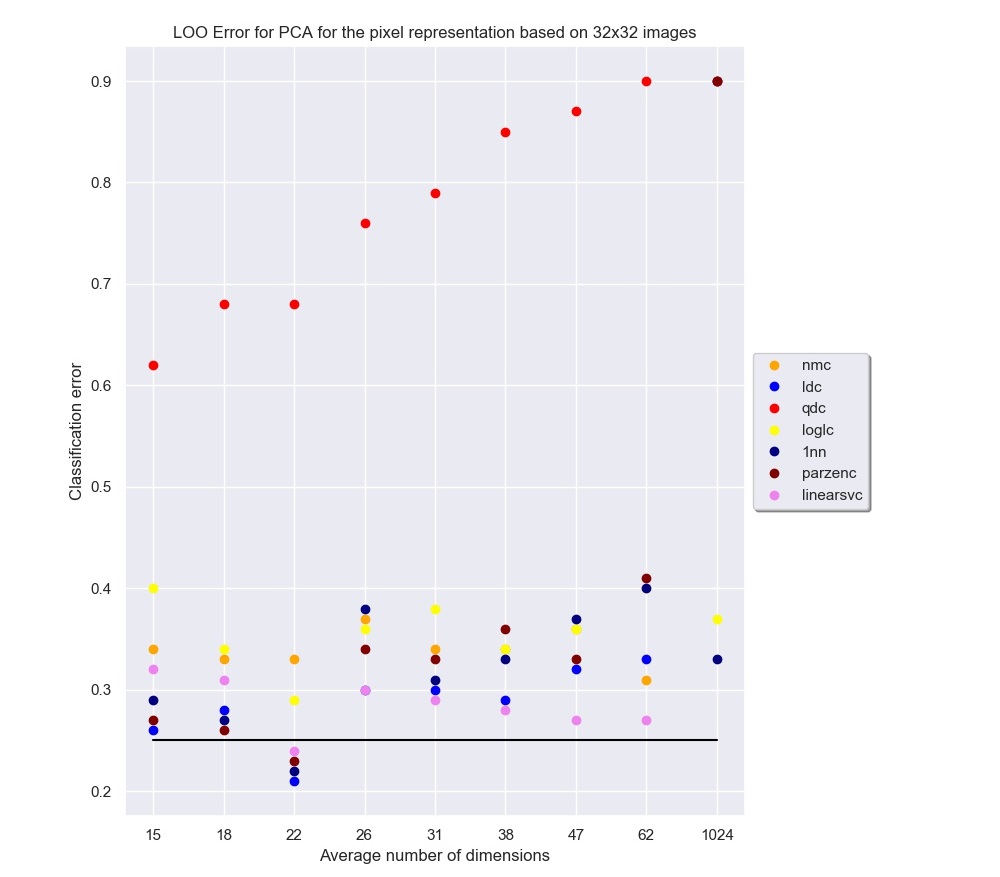 LOO Error for PCA for the pixel representation based on 32x32 images
Classification error
0.9
0.8
0.7
0.6
0.5
0.4
0.3
0.2
15 18 22 26 31 38 47 62 1024
Average number of dimensions
nmc
ldc
qdc
loglc
1nn
parzenc
linearsvc